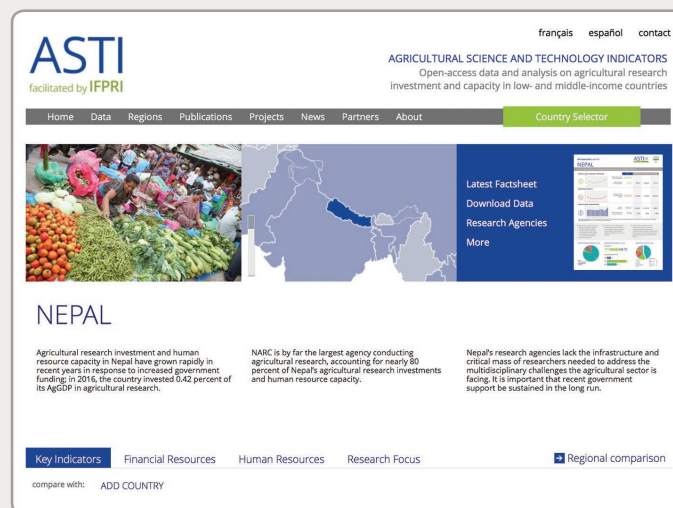 français español contact
ASTI
facilitated by IFPRI
AGRICULTURAL SCIENCE AND TECHNOLOGY INDICATORS
Open-access data and analysis on agricultural research
investment and capacity in low- and middle-income countries
Home Data Regions Publications Projects News Partners About Country Selector
Latest Factsheet
Download Data
Research Agencies
More
NEPAL
ASTI
NEPAL
Agricultural research investment and human
resource capacity in Nepal have grown rapidly in
recent years in response to increased government
funding; in 2016, the country invested 0.42 percent of
its AgGDP in agricultural research.
NARC is by far the largest agency conducting
agricultural research, accounting for nearly 80
percent of Nepal's agricultural research investments
and human resource capacity.
Nepal's research agencies lack the infrastructure and
critical mass of researchers needed to address the
multidisciplinary challenges the agricultural sector is
facing. It is important that recent government
support be sustained in the long run.
Key Indicators Financial Resources Human Resources Research Focus Regional comparison
compare with: ADD COUNTRY